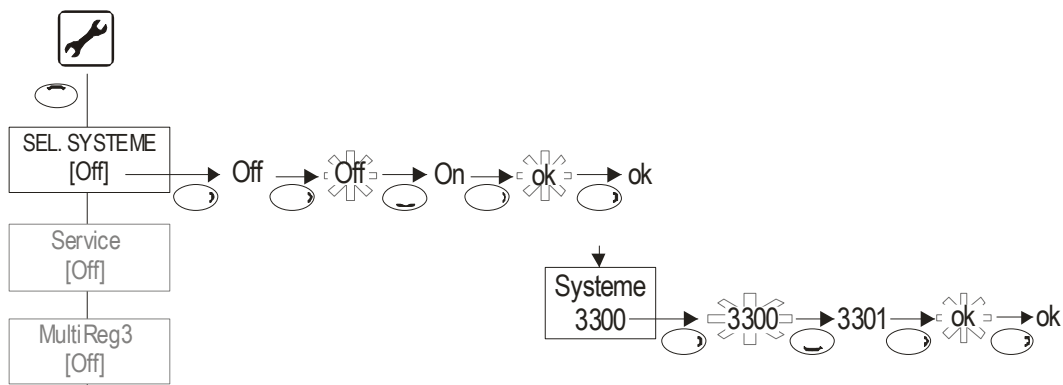 SEL. SYSTEME
[Off]
Off
Off
On
ok
ok
Service
[Off]
Systeme
3300
3300
3301
ok
ok
MultiReg3
[Off]